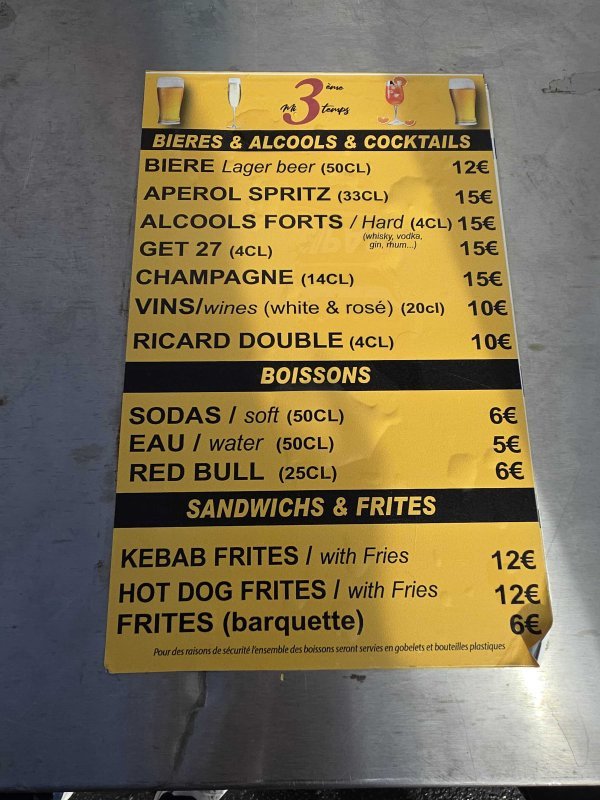 3ème
Mi temps
BIERES & ALCOOLS & COCKTAILS
BIERE Lager beer (50CL) 12€
APEROL SPRITZ (33CL) 15€
ALCOOLS FORTS / Hard (4CL) 15€
(whisky, vodka,
gin, rhum...)
GET 27 (4CL) 15€
CHAMPAGNE (14CL) 15€
VINS/wines (white & rosé) (20cl) 10€
RICARD DOUBLE (4CL) 10€
BOISSONS
SODAS / soft (50CL) 6€
EAU / water (50CL) 5€
RED BULL (25CL) 6€
SANDWICHS & FRITES
KEBAB FRITES / with Fries 12€
HOT DOG FRITES / with Fries 12€
FRITES (barquette) 6€
Pour des raisons de sécurité l'ensemble des boissons seront servies en gobelets et bouteilles plastiques